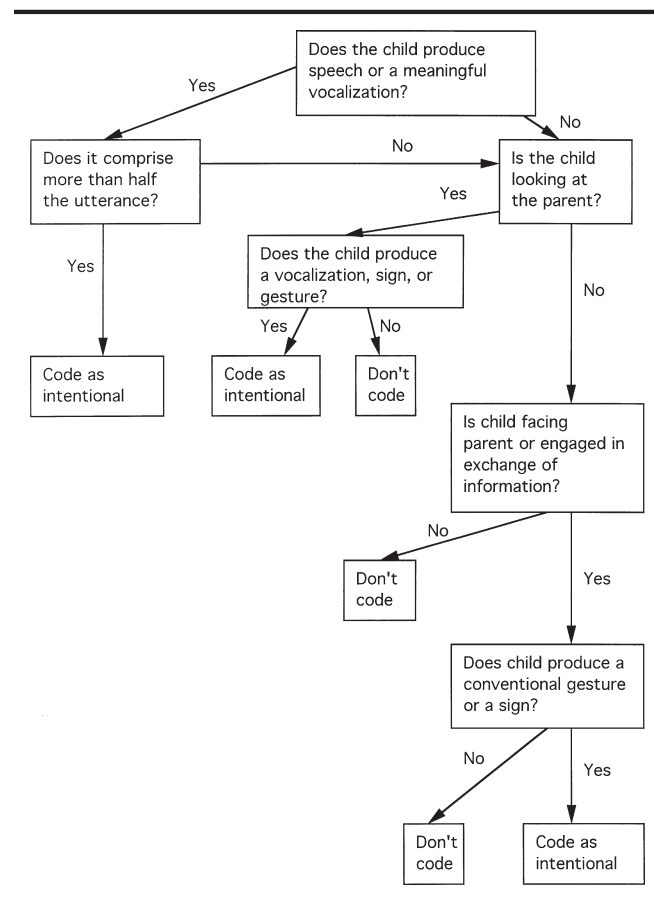 Does the child produce
speech or a meaningful
vocalization?
Yes
No
Does it comprise
more than half
the utterance?
No
Is the child
looking at
the parent?
Yes
Yes
Does the child produce
a vocalization, sign, or
gesture?
No
Yes
No
Code as
intentional
Code as
intentional
Don't
code
Is child facing
parent or engaged in
exchange of
information?
No
Don't
code
Yes
Does child produce a
conventional gesture
or a sign?
No
Yes
Don't
code
Code as
intentional